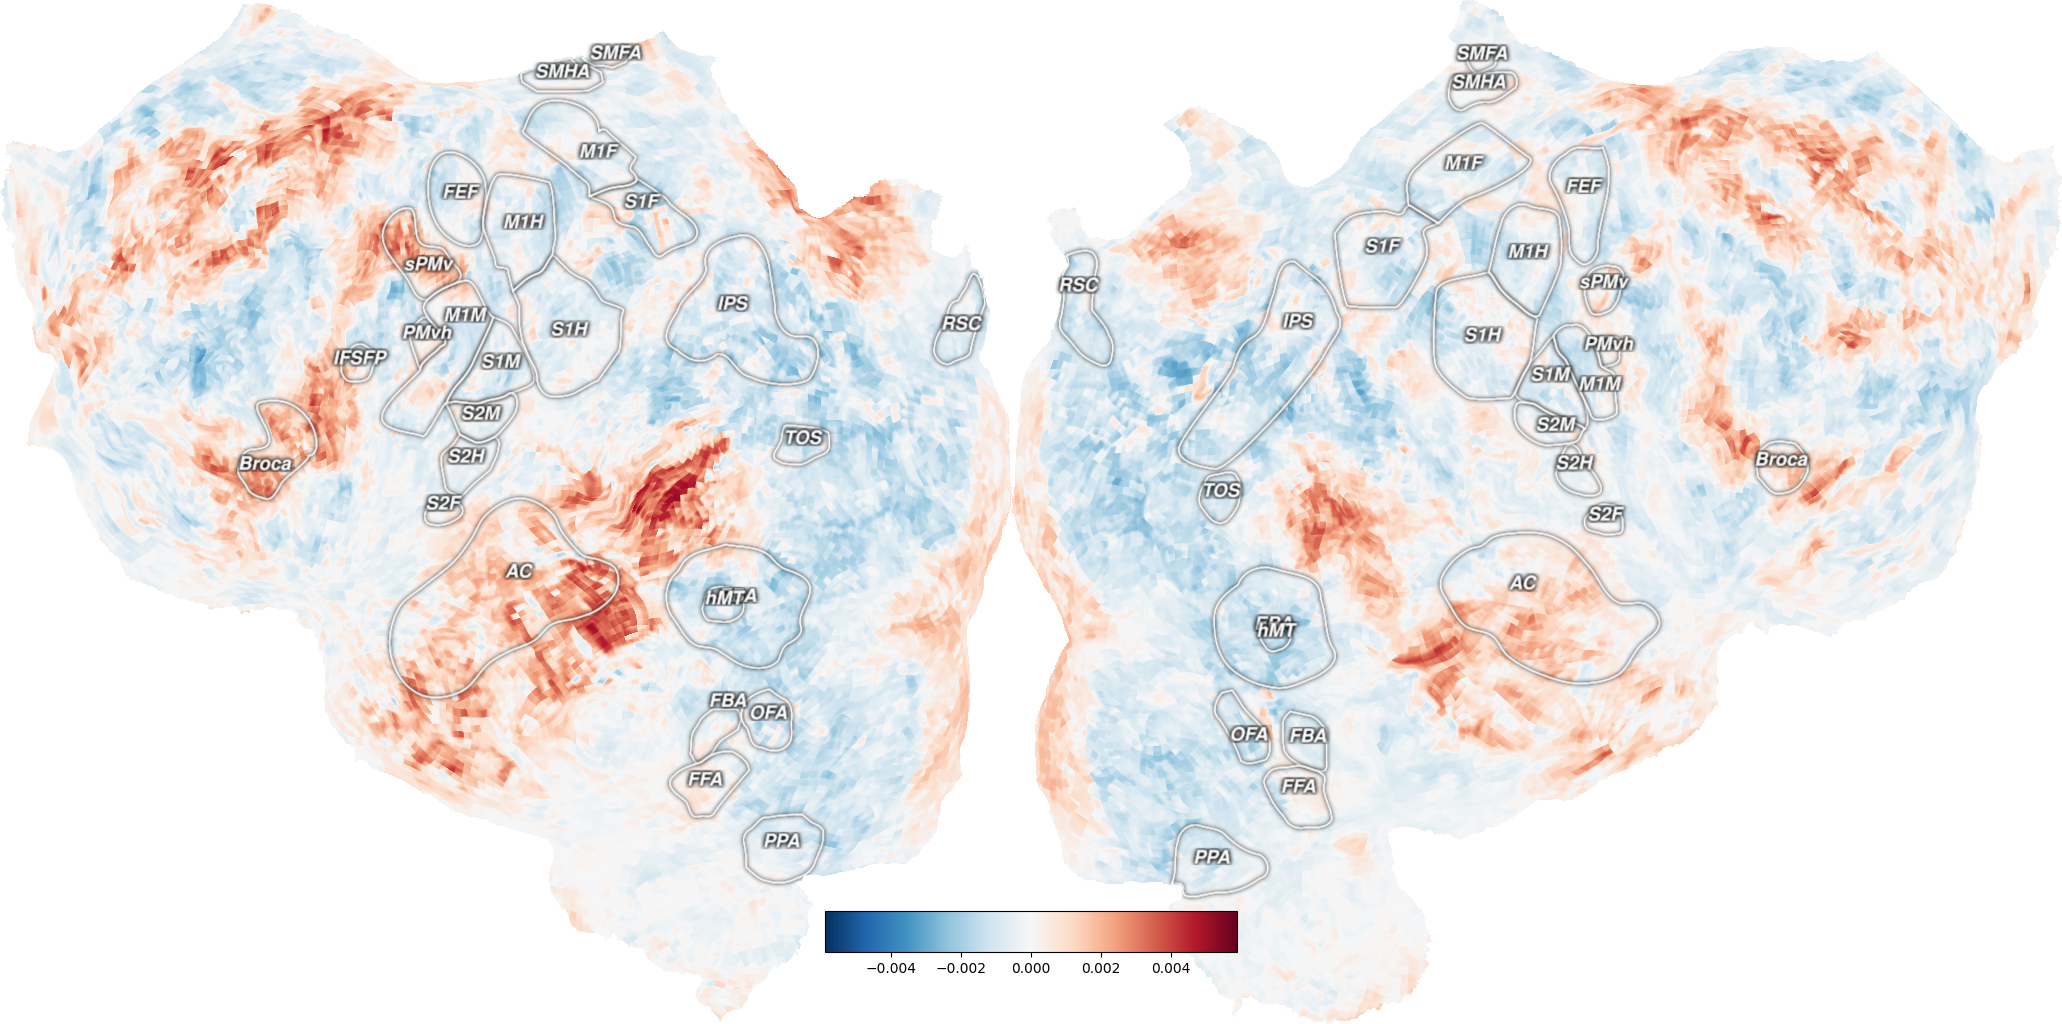 SMFA
SMHA
M1F
FEF
S1F
M1H
sPMv
IPS
M1M
RSC
PMvh
S1H
IFSFP
S1M
S2M
TOS
Broca
S2H
S2F
AC
hMT
FBA
OFA
FFA
PPA
SMFA
SMHA
M1F
FEF
S1F
M1H
RSC
sPMv
IPS
S1H
PMvh
S1M
M1M
S2M
Broca
S2H
TOS
S2F
AC
hMT
OFA
FBA
FFA
PPA
−0.004 −0.002 0.000 0.002 0.004